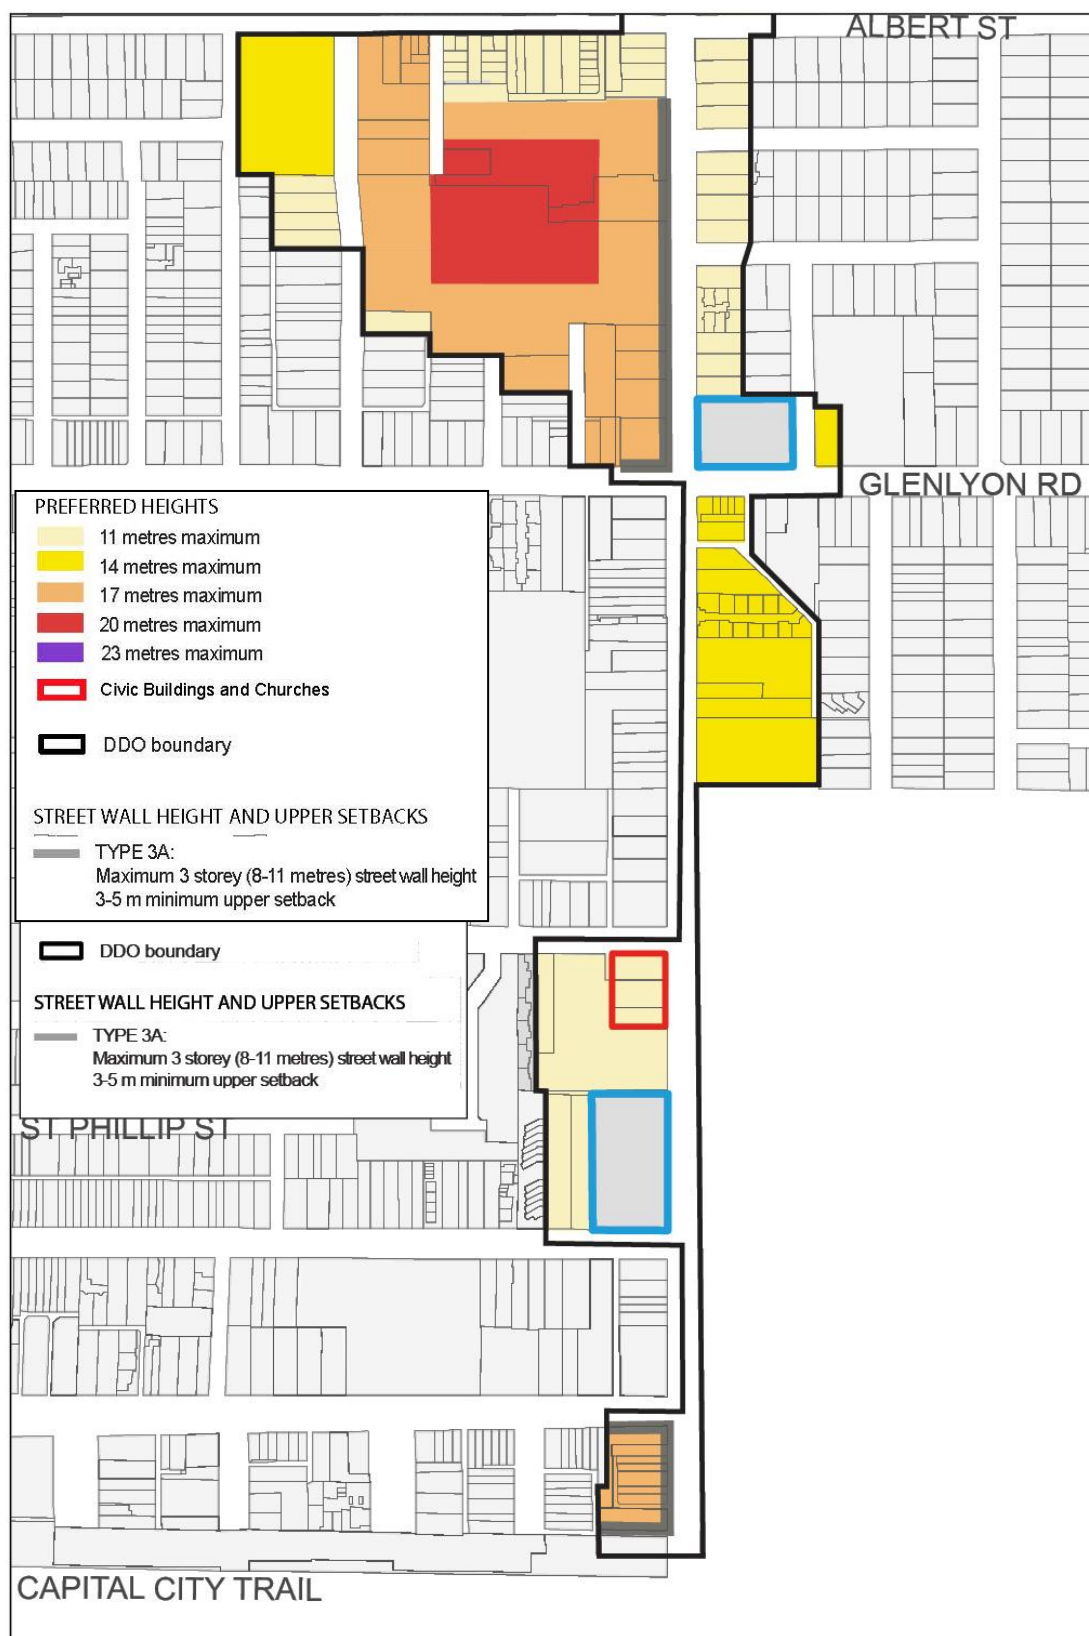 ALBERT ST
GLENLYON RD
PREFERRED HEIGHTS
11 metres maximum
14 metres maximum
17 metres maximum
20 metres maximum
23 metres maximum
Civic Buildings and Churches
DDO boundary
STREET WALL HEIGHT AND UPPER SETBACKS
TYPE 3A:
Maximum 3 storey (8-11 metres) street wall height
3-5 m minimum upper setback
DDO boundary
STREET WALL HEIGHT AND UPPER SETBACKS
TYPE 3A:
Maximum 3 storey (8-11 metres) street wall height
3-5 m minimum upper setback
ST PHILLIP ST
CAPITAL CITY TRAIL